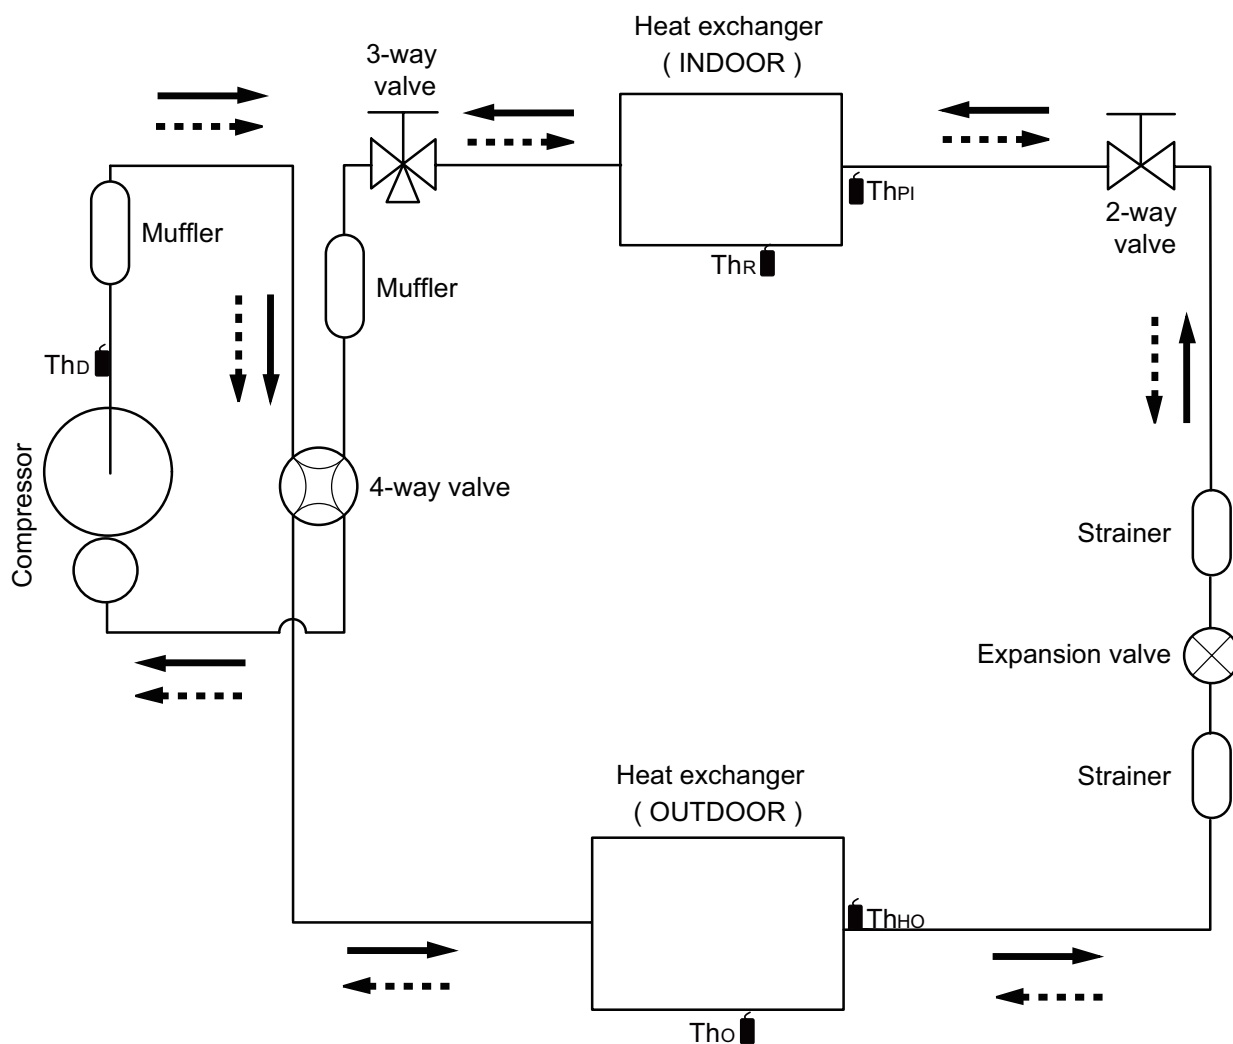 Heat exchanger
( INDOOR )
3-way
valve
ThPI
2-way
valve
Muffler
ThR
Muffler
ThD
Compressor
4-way valve
Strainer
Expansion valve
Strainer
Heat exchanger
( OUTDOOR )
ThHO
ThO